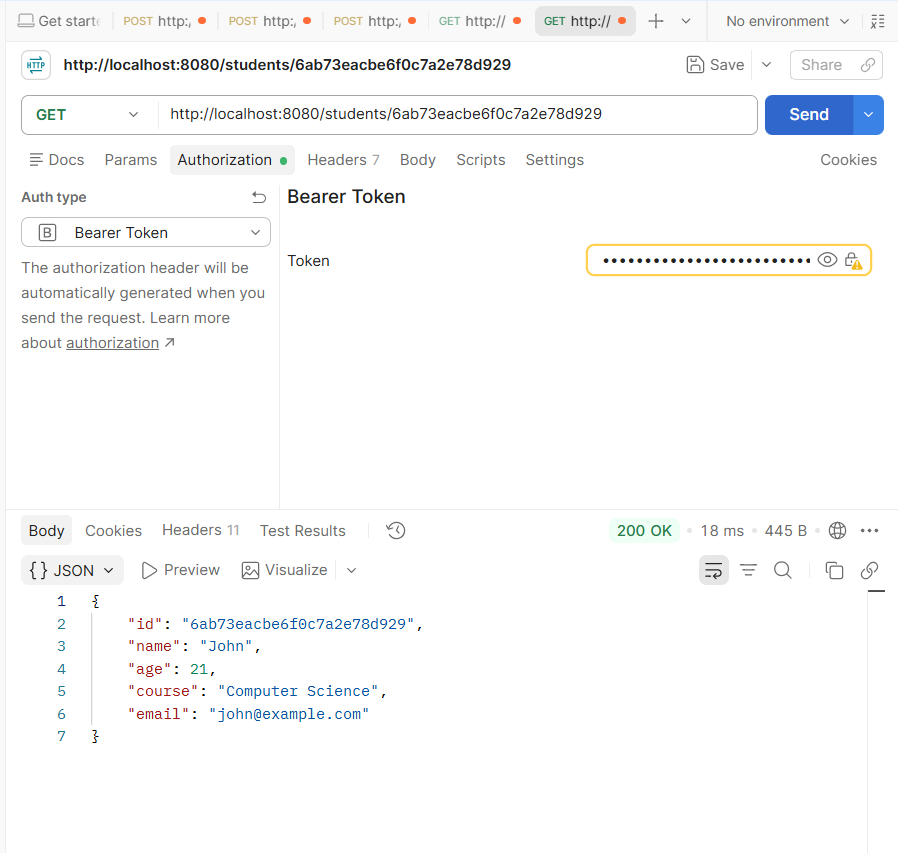 Get starte POST http:/ POST http:/ POST http:/ GET http:// GET http:// No environment
HTTP http://localhost:8080/students/6ab73eacbe6f0c7a2e78d929 Save Share
GET http://localhost:8080/students/6ab73eacbe6f0c7a2e78d929 Send
Docs Params Authorization Headers 7 Body Scripts Settings Cookies
Auth type
Bearer Token
B Bearer Token
Token
The authorization header will be
automatically generated when you
send the request. Learn more
about authorization ↗
Body Cookies Headers 11 Test Results 200 OK • 18 ms • 445 B •
{} JSON Preview Visualize
1 {
2 "id": "6ab73eacbe6f0c7a2e78d929",
3 "name": "John",
4 "age": 21,
5 "course": "Computer Science",
6 "email": "john@example.com"
7 }